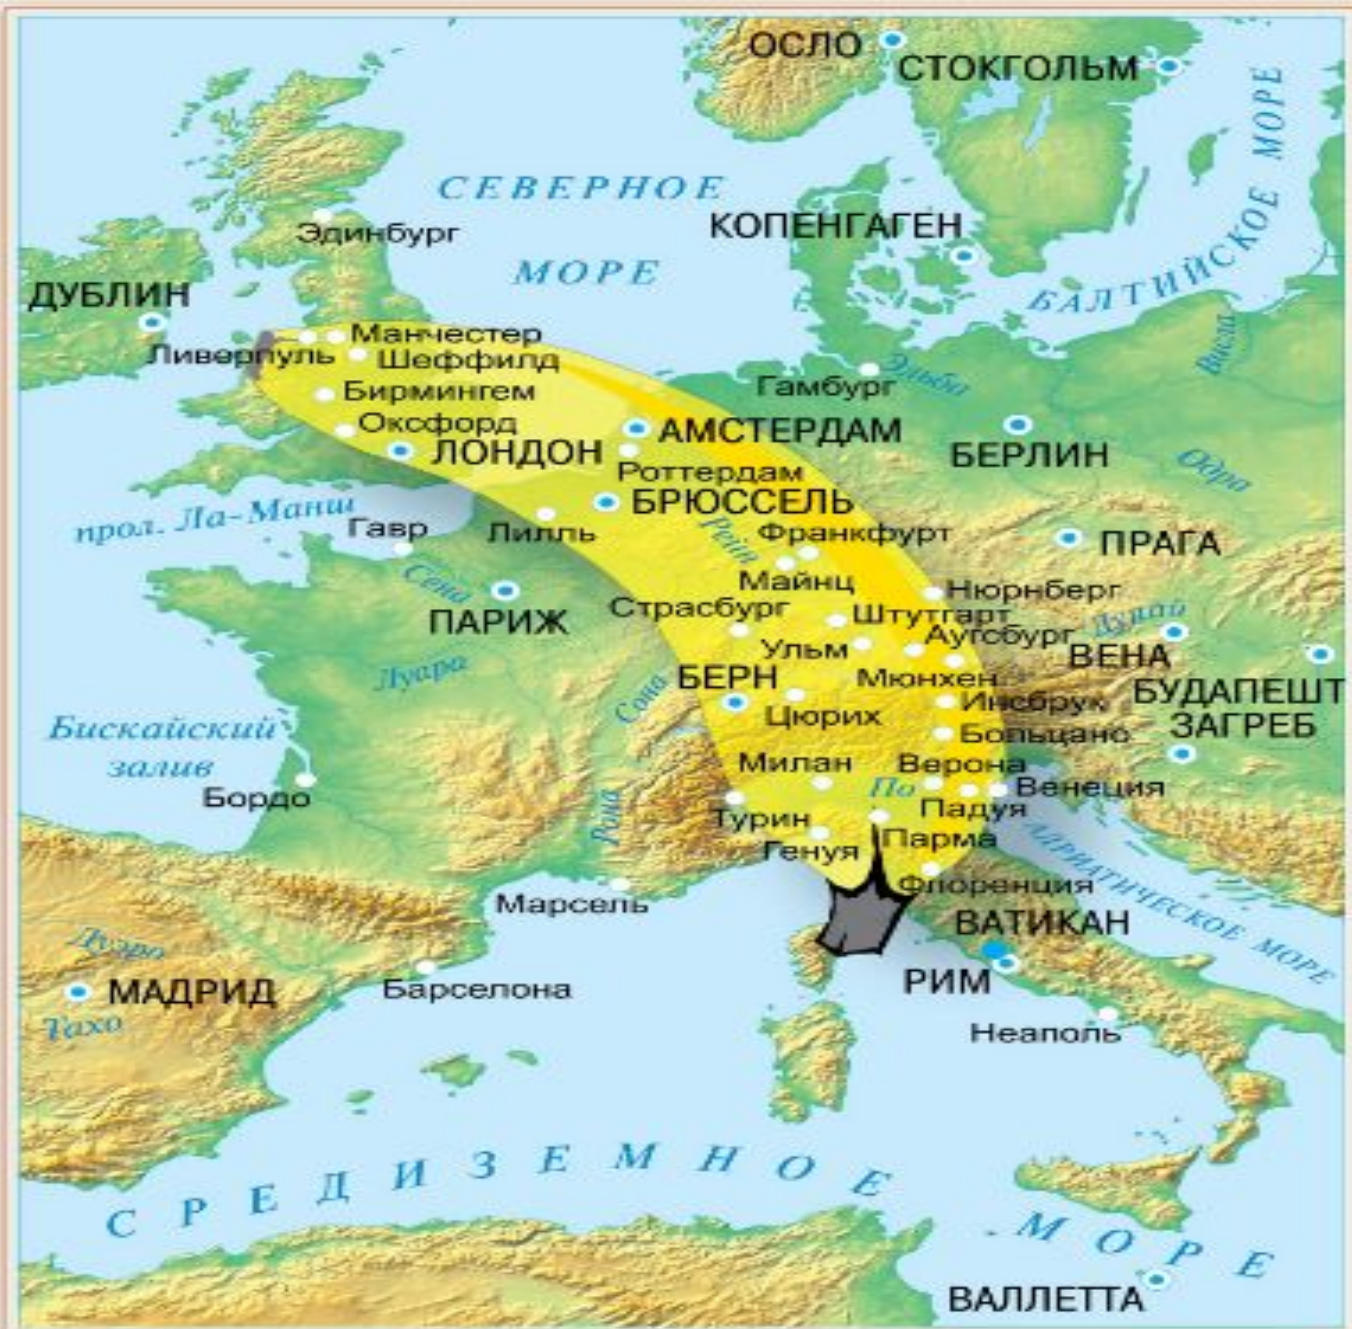 ОСЛО
СТОКГОЛЬМ
СЕВЕРНОЕ
МОРЕ
БАЛТИЙСКОЕ МОРЕ
КОПЕНГАГЕН
Эдинбург
ДУБЛИН
Манчестер
Ливерпуль
Шеффилд
Висла
Гамбург
Эльба
Бирмингем
Оксфорд
АМСТЕРДАМ
ЛОНДОН
БЕРЛИН
Роттердам
Одра
БРЮССЕЛЬ
прол. Ла-Манш
Гавр
Лилль
Рейн
Франкфурт
ПРАГА
Майнц
Сена
Нюрнберг
ПАРИЖ
Страсбург
Штутгарт
Дунай
Аугсбург
Ульм
ВЕНА
Луара
БЕРН
Мюнхен
БУДАПЕШТ
Сона
Инсбрук
Цюрих
ЗАГРЕБ
Бискайский
залив
Больцано
Милан
Верона
По
Венеция
Бордо
Падуя
Рона
Турин
Парма
Генуя
АДРИАТИЧЕСКОЕ МОРЕ
Флоренция
Марсель
ВАТИКАН
Дуэро
РИМ
МАДРИД
Барселона
Тахо
Неаполь
СРЕДИЗЕМНОЕ
МОРЕ
ВАЛЛЕТТА